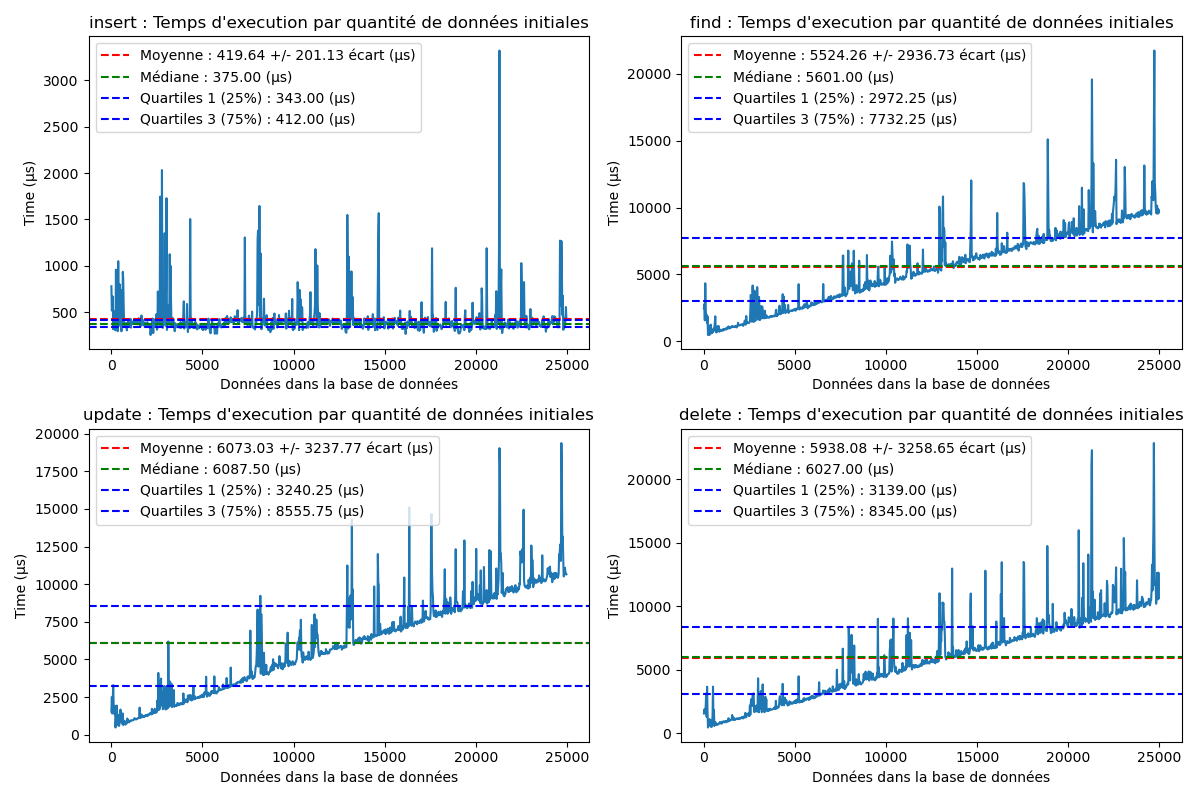 insert : Temps d'execution par quantité de données initiales
Moyenne : 419.64 +/- 201.13 écart (µs)
Médiane : 375.00 (µs)
Quartiles 1 (25%) : 343.00 (µs)
Quartiles 3 (75%) : 412.00 (µs)
Time (µs)
3000
2500
2000
1500
1000
500
0 5000 10000 15000 20000 25000
Données dans la base de données
find : Temps d'execution par quantité de données initiales
Moyenne : 5524.26 +/- 2936.73 écart (µs)
Médiane : 5601.00 (µs)
Quartiles 1 (25%) : 2972.25 (µs)
Quartiles 3 (75%) : 7732.25 (µs)
Time (µs)
20000
15000
10000
5000
0
0 5000 10000 15000 20000 25000
Données dans la base de données
update : Temps d'execution par quantité de données initiales
Moyenne : 6073.03 +/- 3237.77 écart (µs)
Médiane : 6087.50 (µs)
Quartiles 1 (25%) : 3240.25 (µs)
Quartiles 3 (75%) : 8555.75 (µs)
Time (µs)
20000
17500
15000
12500
10000
7500
5000
2500
0
0 5000 10000 15000 20000 25000
Données dans la base de données
delete : Temps d'execution par quantité de données initiales
Moyenne : 5938.08 +/- 3258.65 écart (µs)
Médiane : 6027.00 (µs)
Quartiles 1 (25%) : 3139.00 (µs)
Quartiles 3 (75%) : 8345.00 (µs)
Time (µs)
20000
15000
10000
5000
0
0 5000 10000 15000 20000 25000
Données dans la base de données